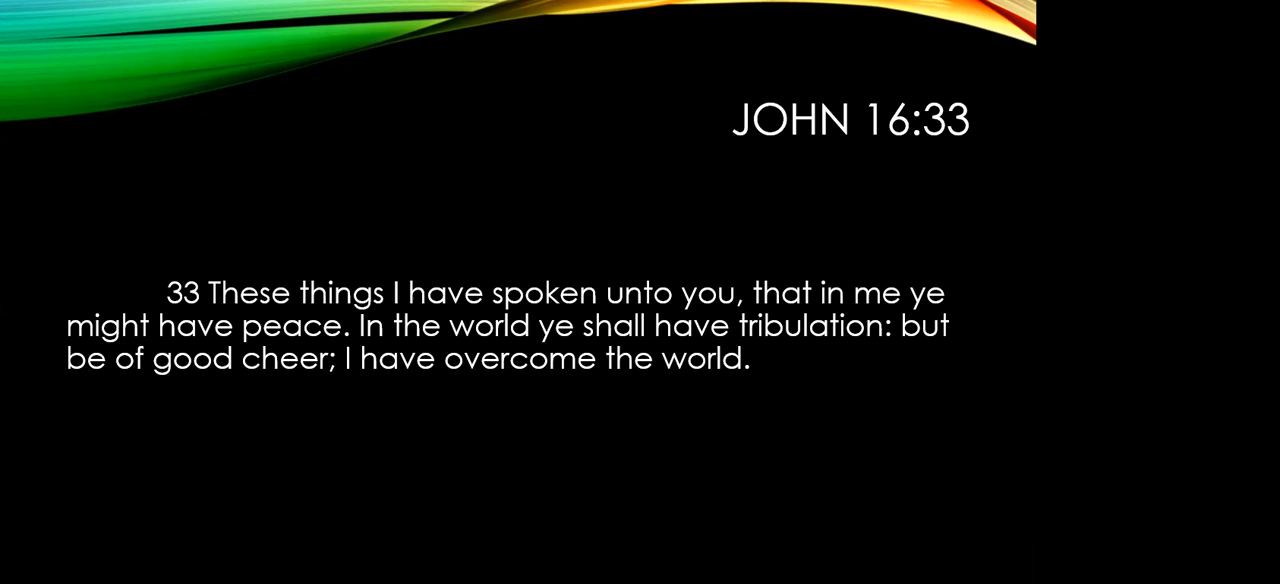 JOHN 16:33
33 These things I have spoken unto you, that in me ye
might have peace. In the world ye shall have tribulation: but
be of good cheer; I have overcome the world.